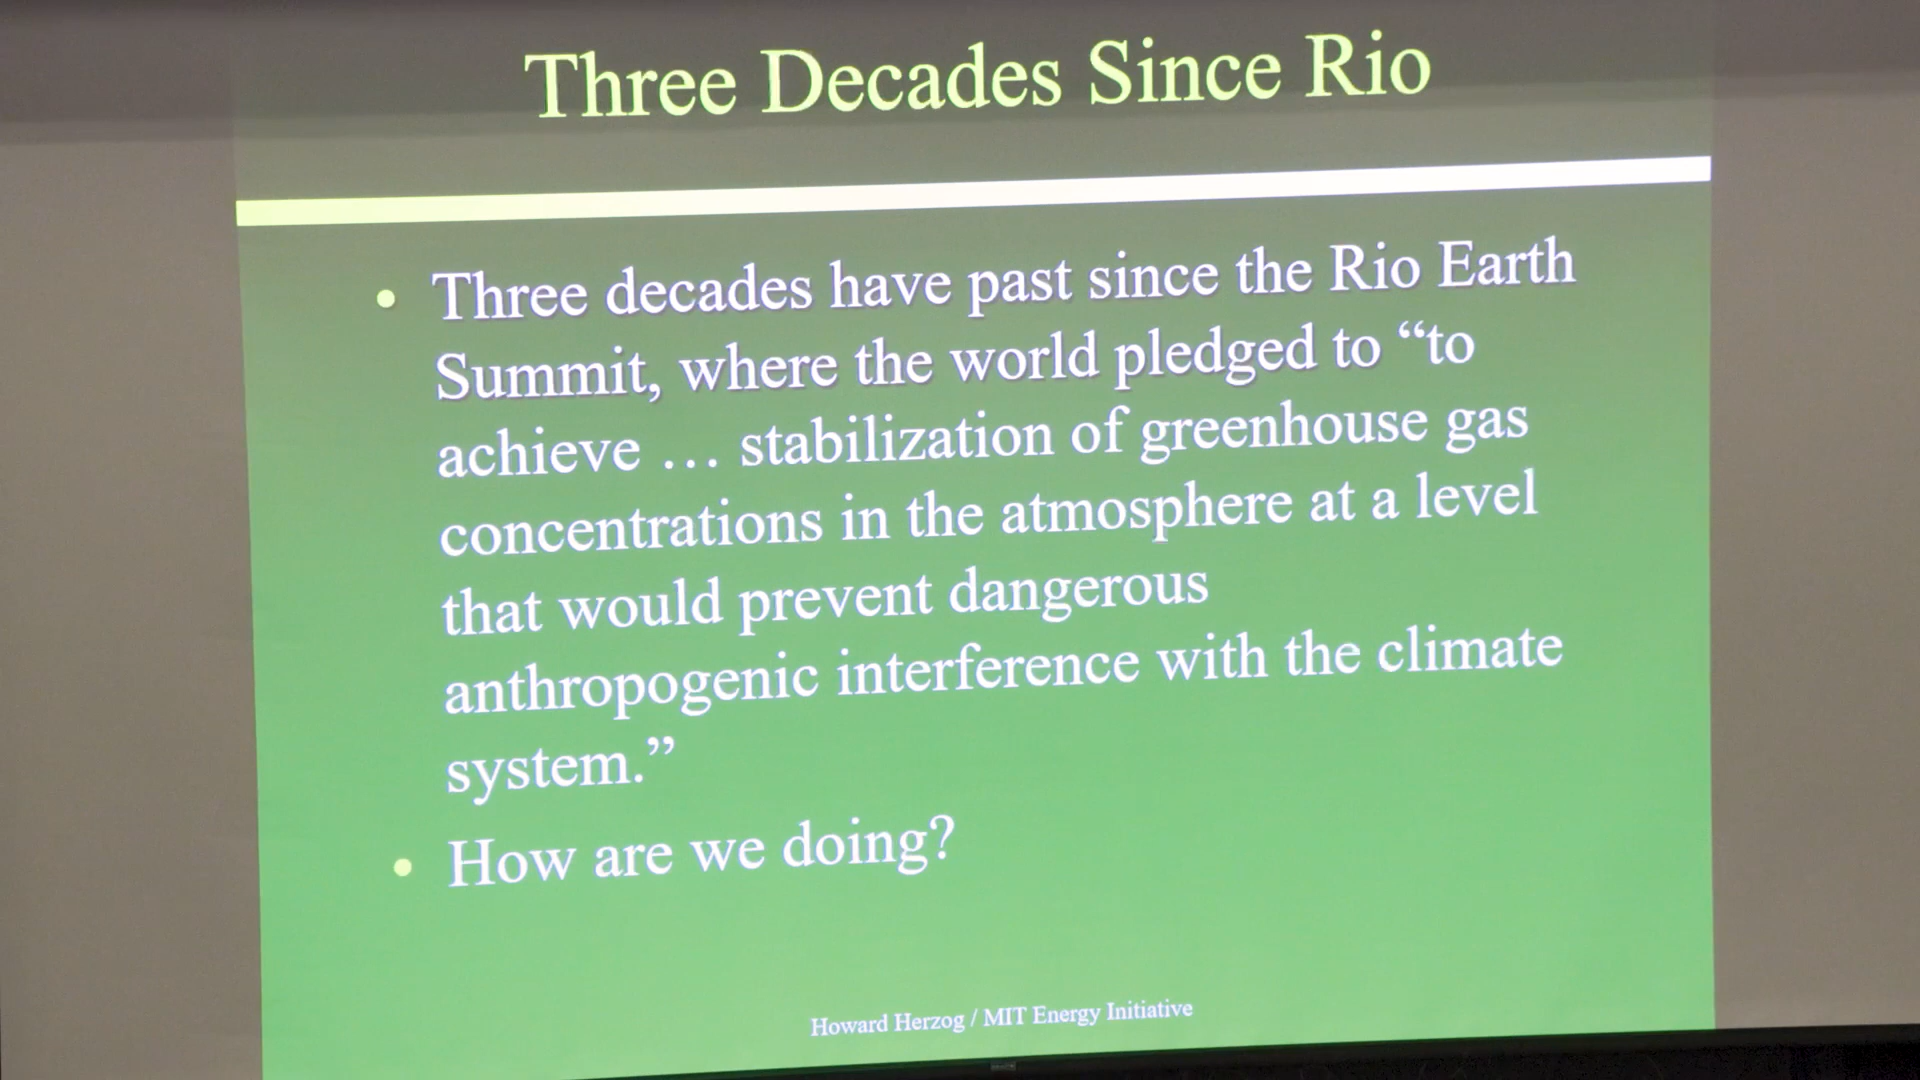 Three Decades Since Rio
• Three decades have past since the Rio Earth
Summit, where the world pledged to “to
achieve … stabilization of greenhouse gas
concentrations in the atmosphere at a level
that would prevent dangerous
anthropogenic interference with the climate
system.”
• How are we doing?
Howard Herzog / MIT Energy Initiative